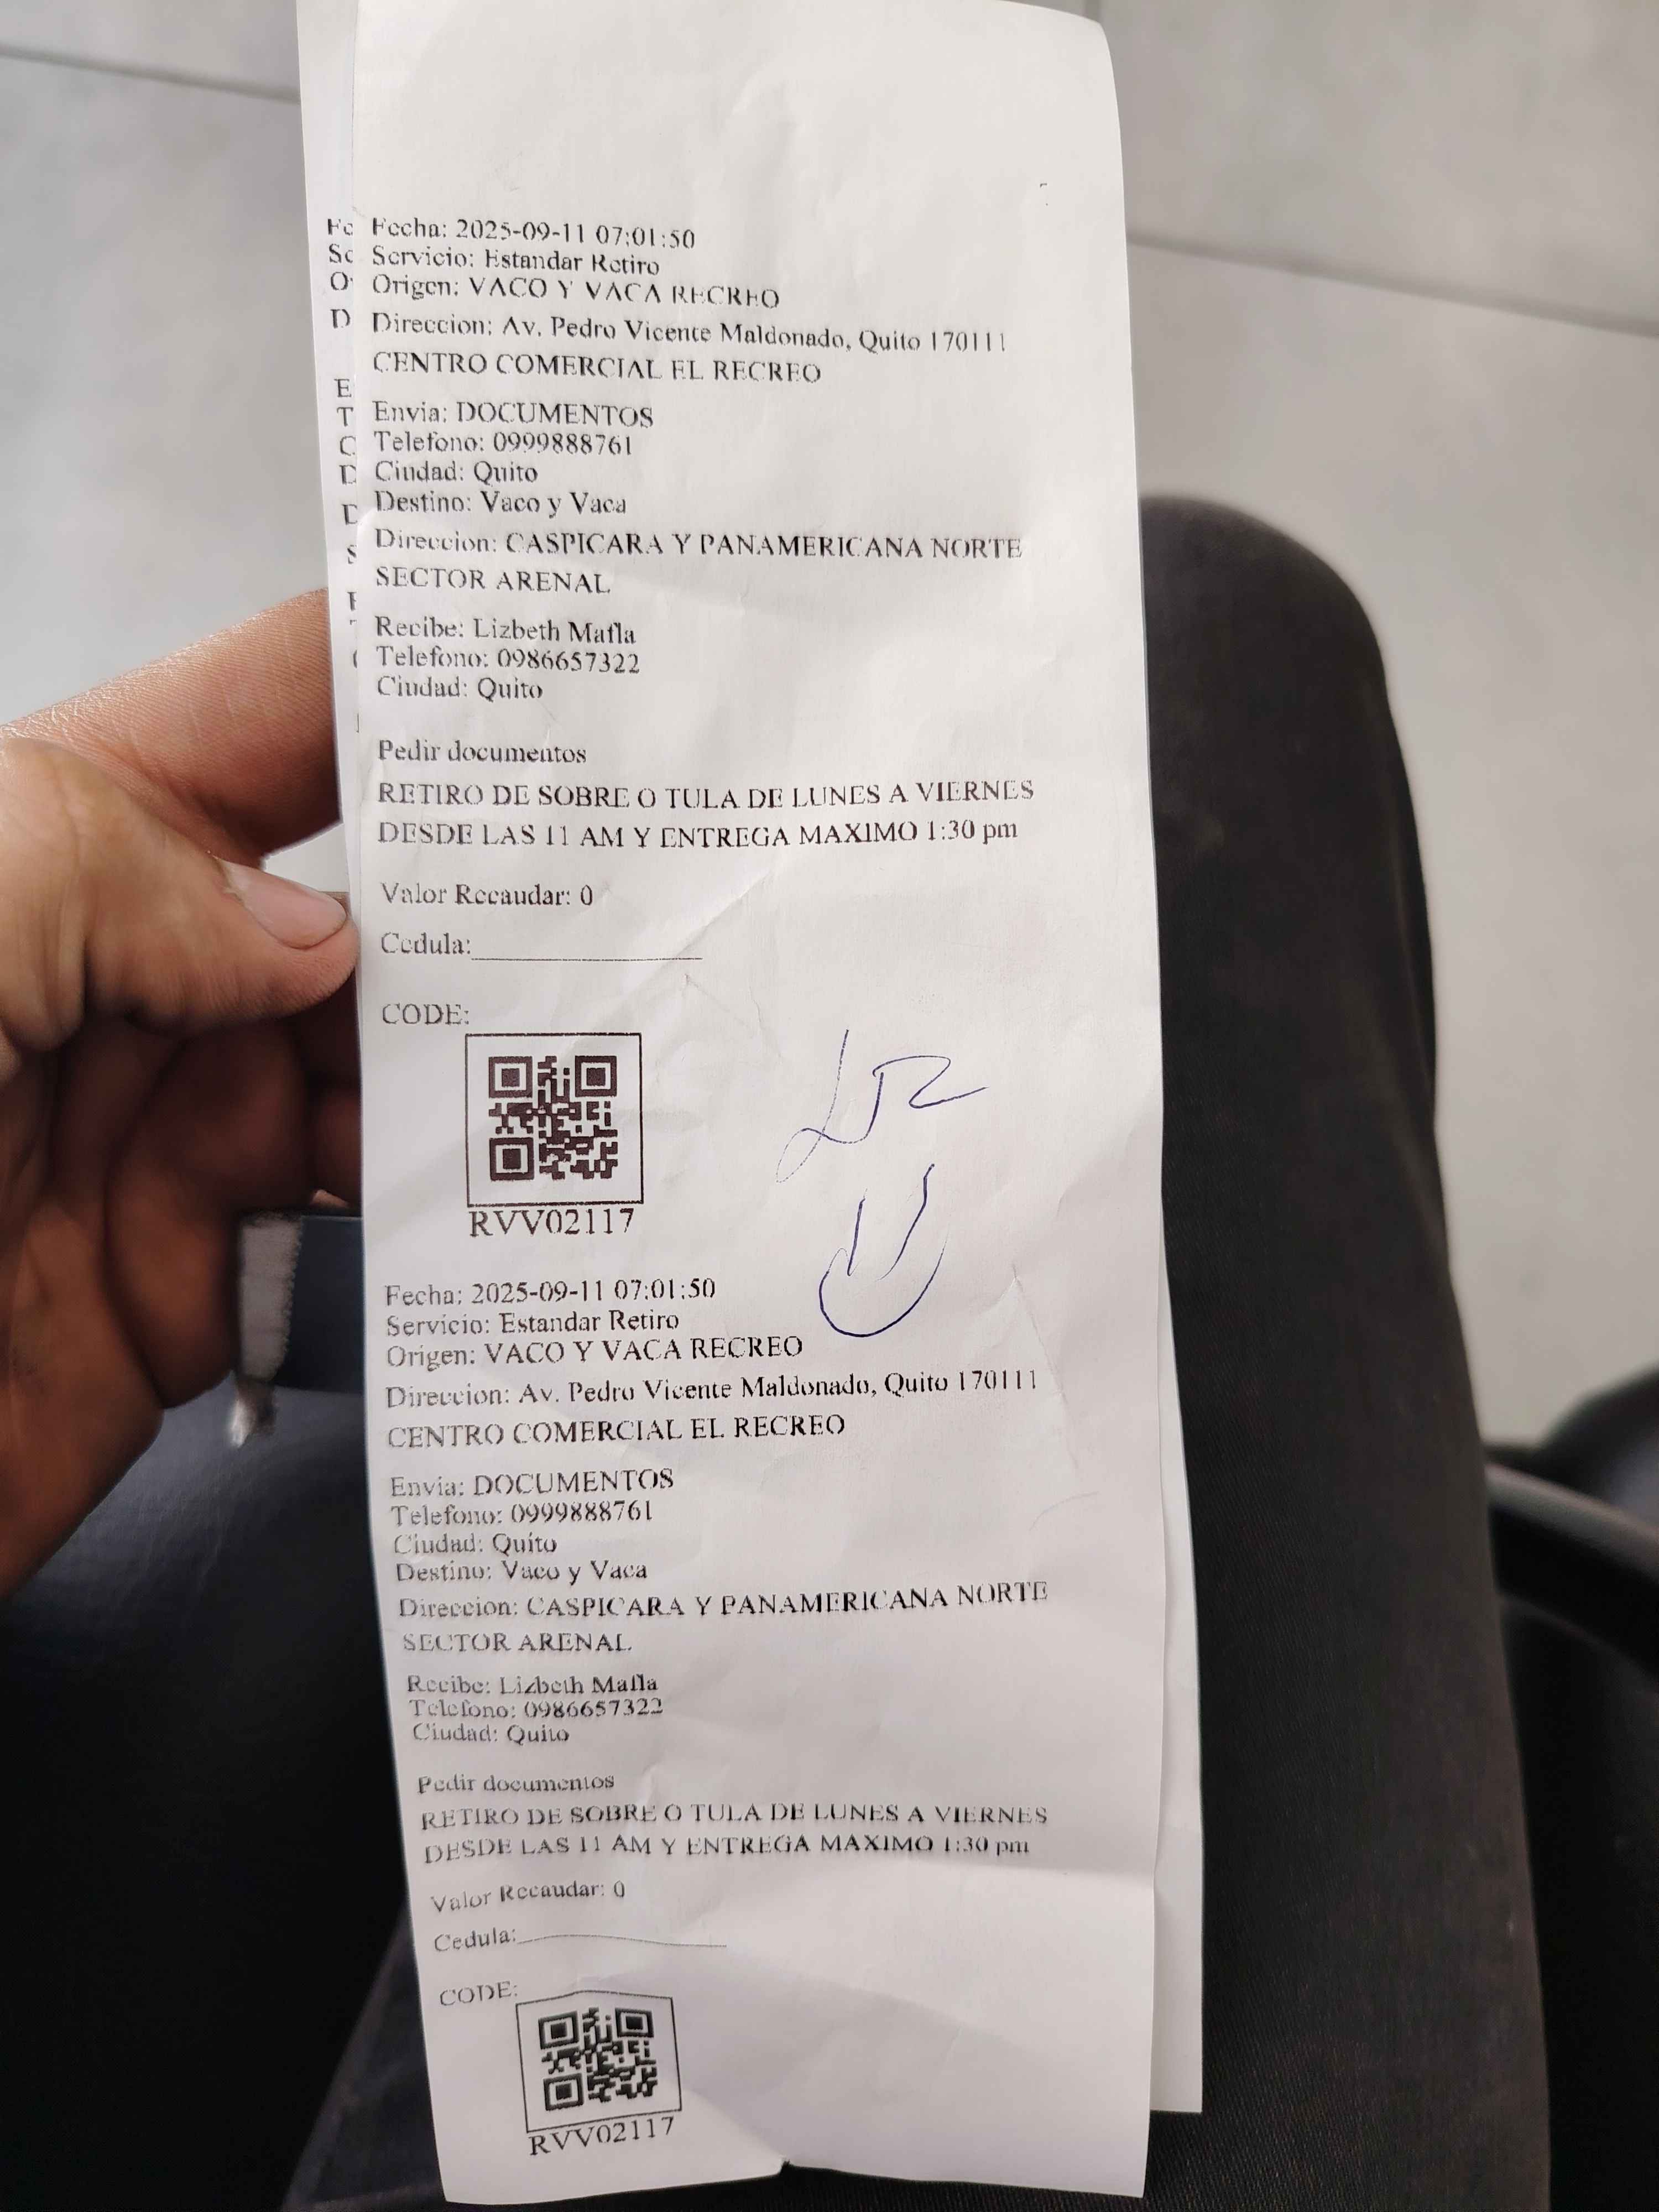 Fecha: 2025-09-11 07:01:50
Servicio: Estandar Retiro
Origen: VACO Y VACA RECREO
Direccion: Av. Pedro Vicente Maldonado, Quito 170111
CENTRO COMERCIAL EL RECREO
Envia: DOCUMENTOS
Telefono: 0999888761
Ciudad: Quito
Destino: Vaco y Vaca
Direccion: CASPICARA Y PANAMERICANA NORTE
SECTOR ARENAL
Recibe: Lizbeth Mafla
Telefono: 0986657322
Ciudad: Quito
Pedir documentos
RETIRO DE SOBRE O TULA DE LUNES A VIERNES
DESDE LAS 11 AM Y ENTREGA MAXIMO 1:30 pm
Valor Recaudar: 0
Cedula:
CODE:
RVV02117
Fecha: 2025-09-11 07:01:50
Servicio: Estandar Retiro
Origen: VACO Y VACA RECREO
Direccion: Av. Pedro Vicente Maldonado, Quito 170111
CENTRO COMERCIAL EL RECREO
Envia: DOCUMENTOS
Telefono: 0999888761
Ciudad: Quito
Destino: Vaco y Vaca
Direccion: CASPICARA Y PANAMERICANA NORTE
SECTOR ARENAL
Recibe: Lizbeth Mafla
Telefono: 0986657322
Ciudad: Quito
Pedir documentos
RETIRO DE SOBRE O TULA DE LUNES A VIERNES
DESDE LAS 11 AM Y ENTREGA MAXIMO 1:30 pm
Valor Recaudar: 0
Cedula:
CODE:
RVV02117